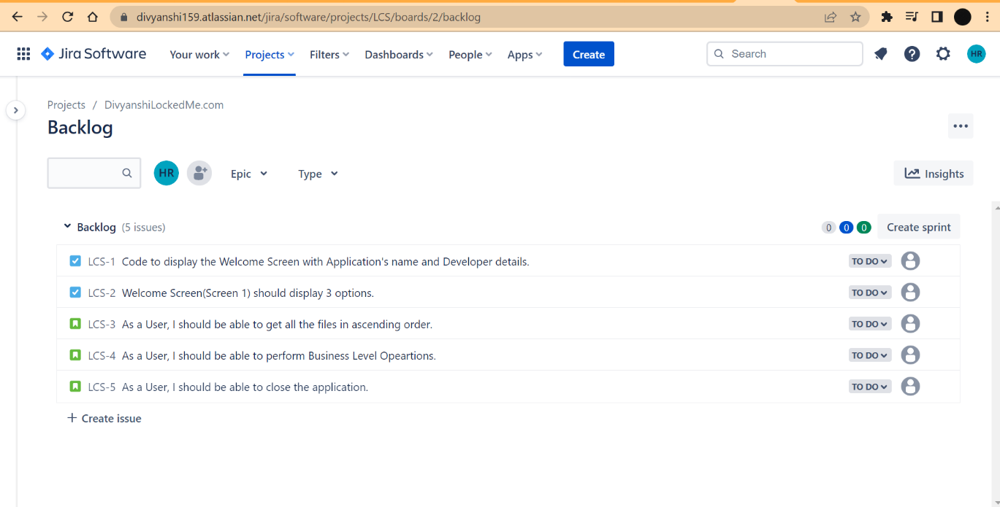 divyanshi159.atlassian.net/jira/software/projects/LCS/boards/2/backlog
Jira Software Your work Projects Filters Dashboards People Apps Create Search HR
Projects / DivyanshiLockedMe.com
Backlog
HR Epic Type Insights
Backlog (5 issues) 0 0 0 Create sprint
LCS-1 Code to display the Welcome Screen with Application's name and Developer details. TO DO
LCS-2 Welcome Screen(Screen 1) should display 3 options. TO DO
LCS-3 As a User, I should be able to get all the files in ascending order. TO DO
LCS-4 As a User, I should be able to perform Business Level Opeartions. TO DO
LCS-5 As a User, I should be able to close the application. TO DO
+ Create issue